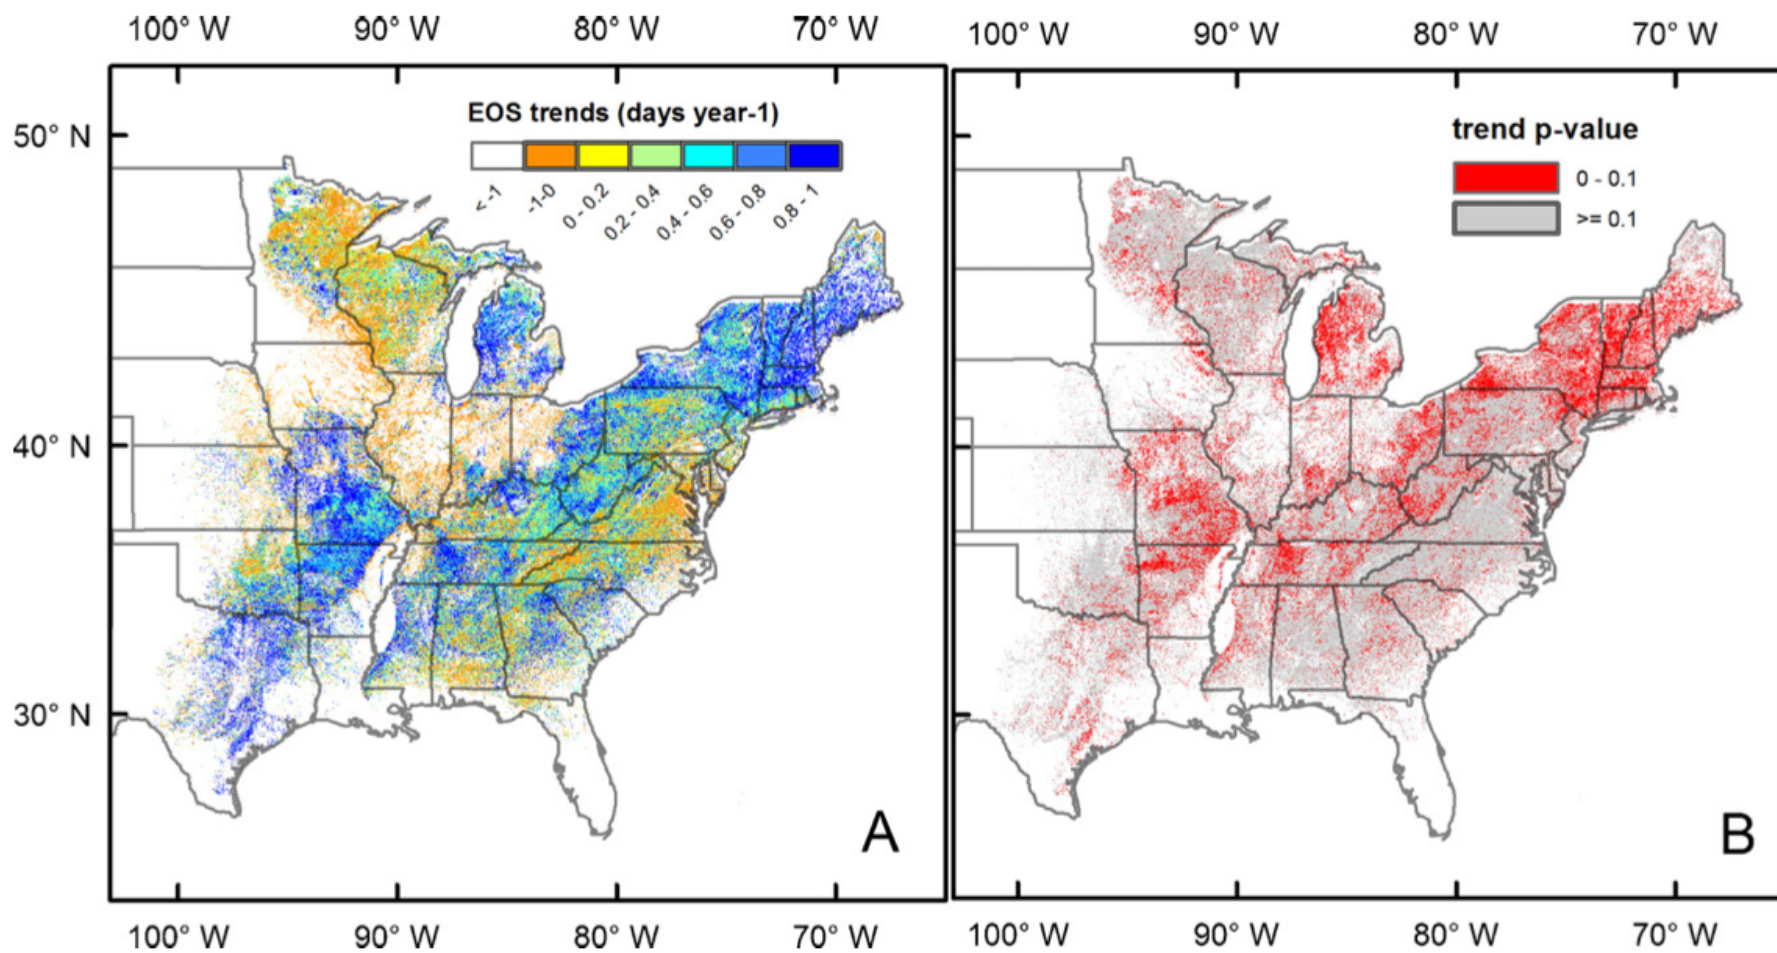 100° W 90° W 80° W 70° W 100° W 90° W 80° W 70° W
EOS trends (days year-1)
< -1 -1-0 0 - 0.2 0.2 - 0.4 0.4 - 0.6 0.6 - 0.8 0.8 - 1
trend p-value
0 - 0.1
>= 0.1
50° N
40° N
30° N
A B
100° W 90° W 80° W 70° W 100° W 90° W 80° W 70° W